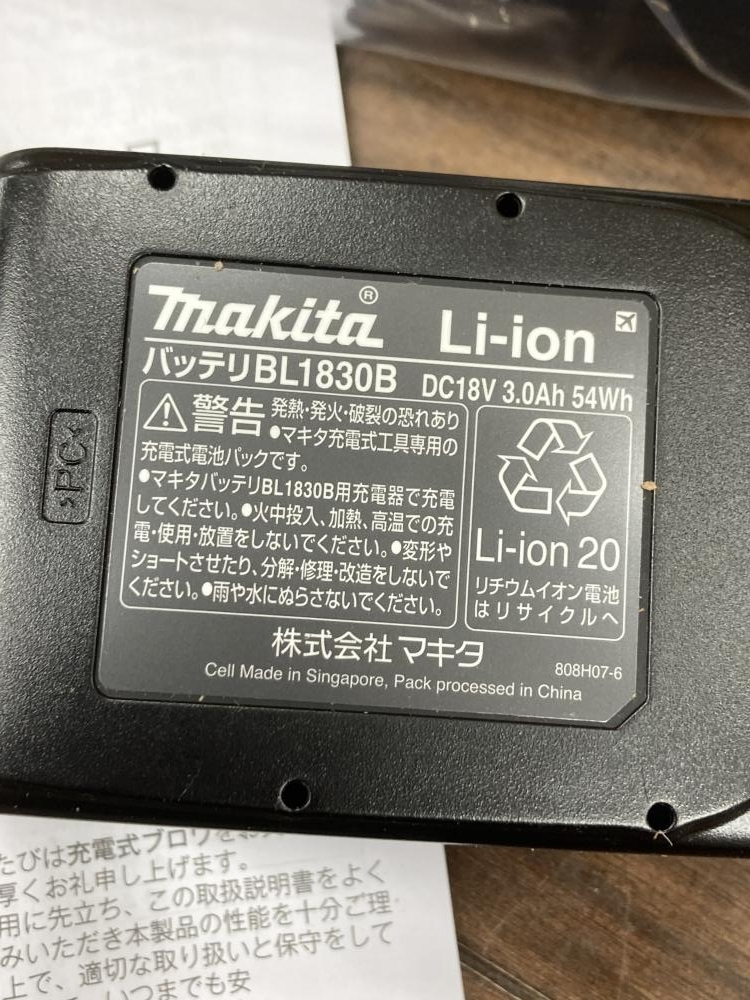 makita®
Li-ion
バッテリBL1830B DC18V 3.0Ah 54Wh
警告 発熱・発火・破裂の恐れあり
●マキタ充電式工具専用の
充電式電池パックです。
●マキタバッテリBL1830B用充電器で充電
してください。●火中投入、加熱、高温での充
電・使用・放置をしないでください。●変形や
ショートさせたり、分解・修理・改造をしないで
ください。●雨や水にぬらさないでください。
Li-ion 20
リチウムイオン電池
はリサイクルへ
株式会社マキタ
808H07-6
Cell Made in Singapore, Pack processed in China
>PC<
たびは充電式ブロワを
厚くお礼申し上げます。
用に先立ち、この取扱説明書をよく
みいただき本製品の性能を十分ご理
上で、適切な取り扱いと保守をして
いつまでも安